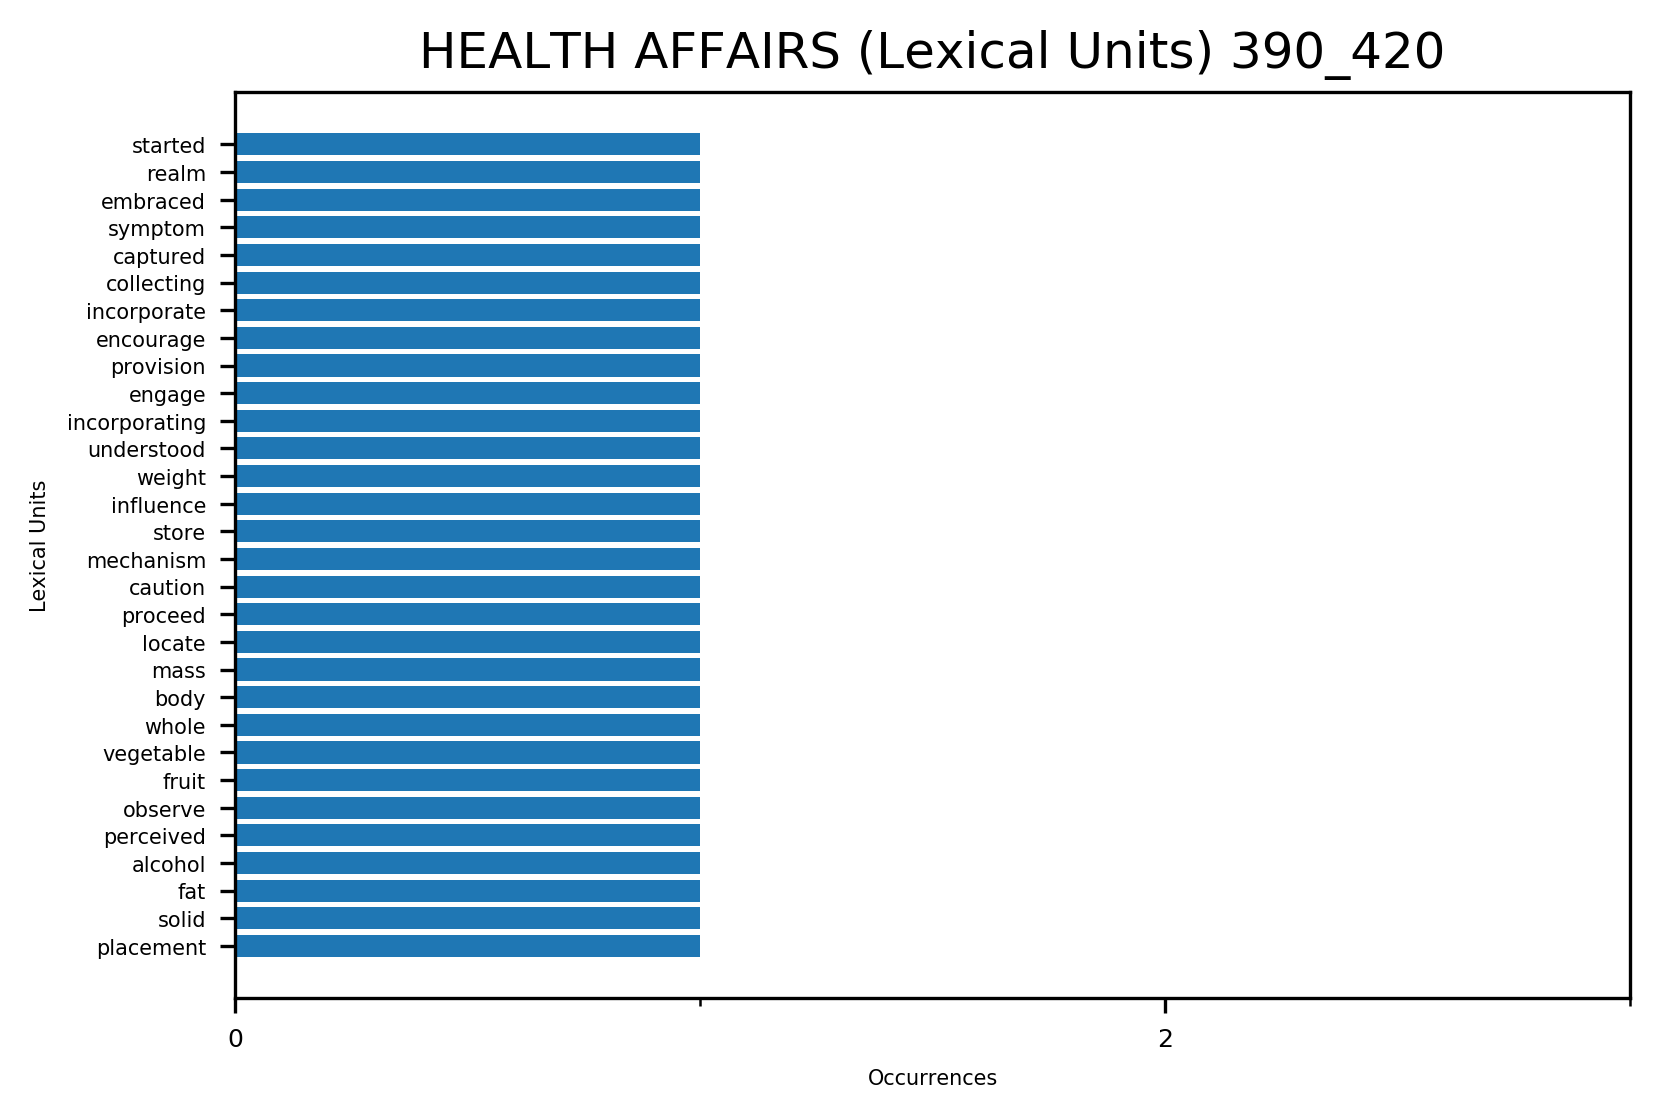 HEALTH AFFAIRS (Lexical Units) 390_420
started
realm
embraced
symptom
captured
collecting
incorporate
encourage
provision
engage
incorporating
understood
weight
influence
store
mechanism
caution
proceed
locate
mass
body
whole
vegetable
fruit
observe
perceived
alcohol
fat
solid
placement
Lexical Units
0
2
Occurrences